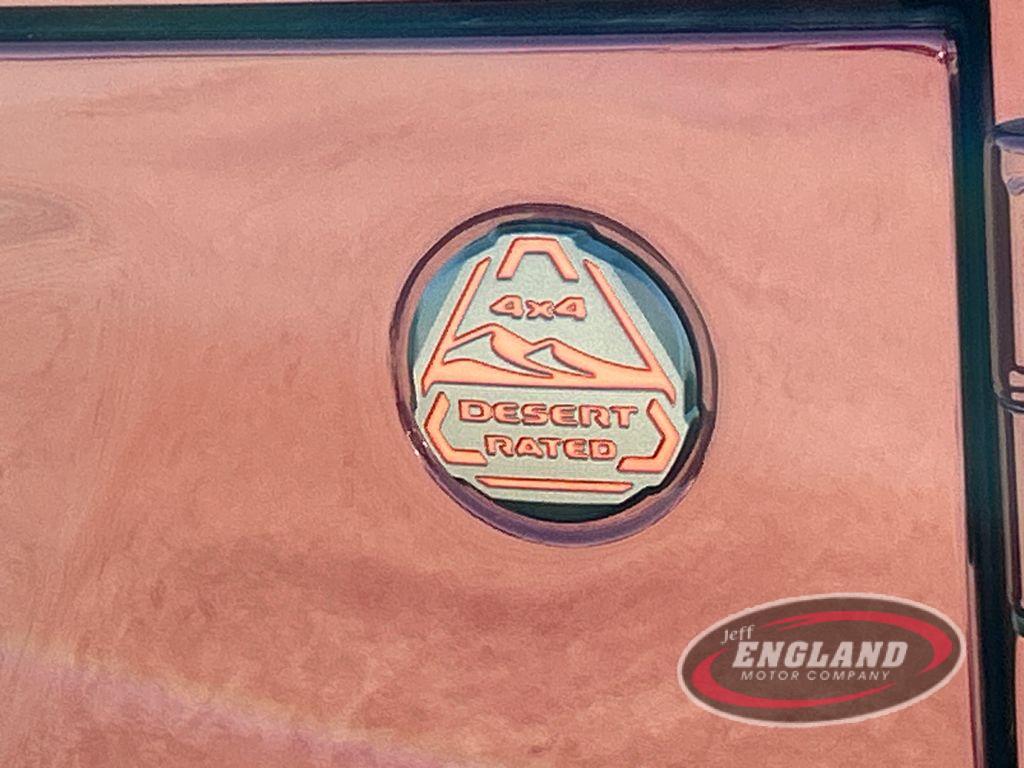 4x4
DESERT
RATED
Jeff
ENGLAND
MOTOR COMPANY